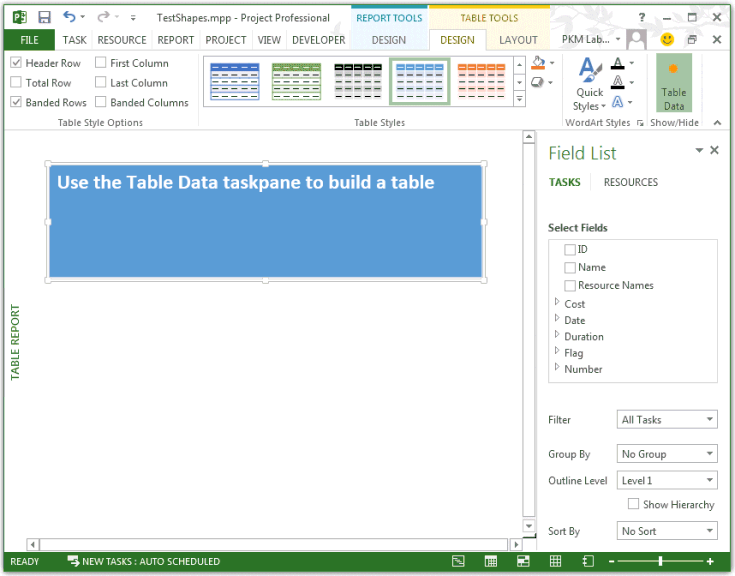 TestShapes.mpp - Project Professional
REPORT TOOLS
TABLE TOOLS
?
FILE TASK RESOURCE REPORT PROJECT VIEW DEVELOPER DESIGN DESIGN LAYOUT PKM Lab...
Header Row First Column
Total Row Last Column
Banded Rows Banded Columns
Quick
Styles
Table
Data
Table Style Options
Table Styles
WordArt Styles
Show/Hide
Use the Table Data taskpane to build a table
TABLE REPORT
Field List
TASKS RESOURCES
Select Fields
ID
Name
Resource Names
Cost
Date
Duration
Flag
Number
Filter All Tasks
Group By No Group
Outline Level Level 1
Show Hierarchy
Sort By No Sort
READY NEW TASKS : AUTO SCHEDULED